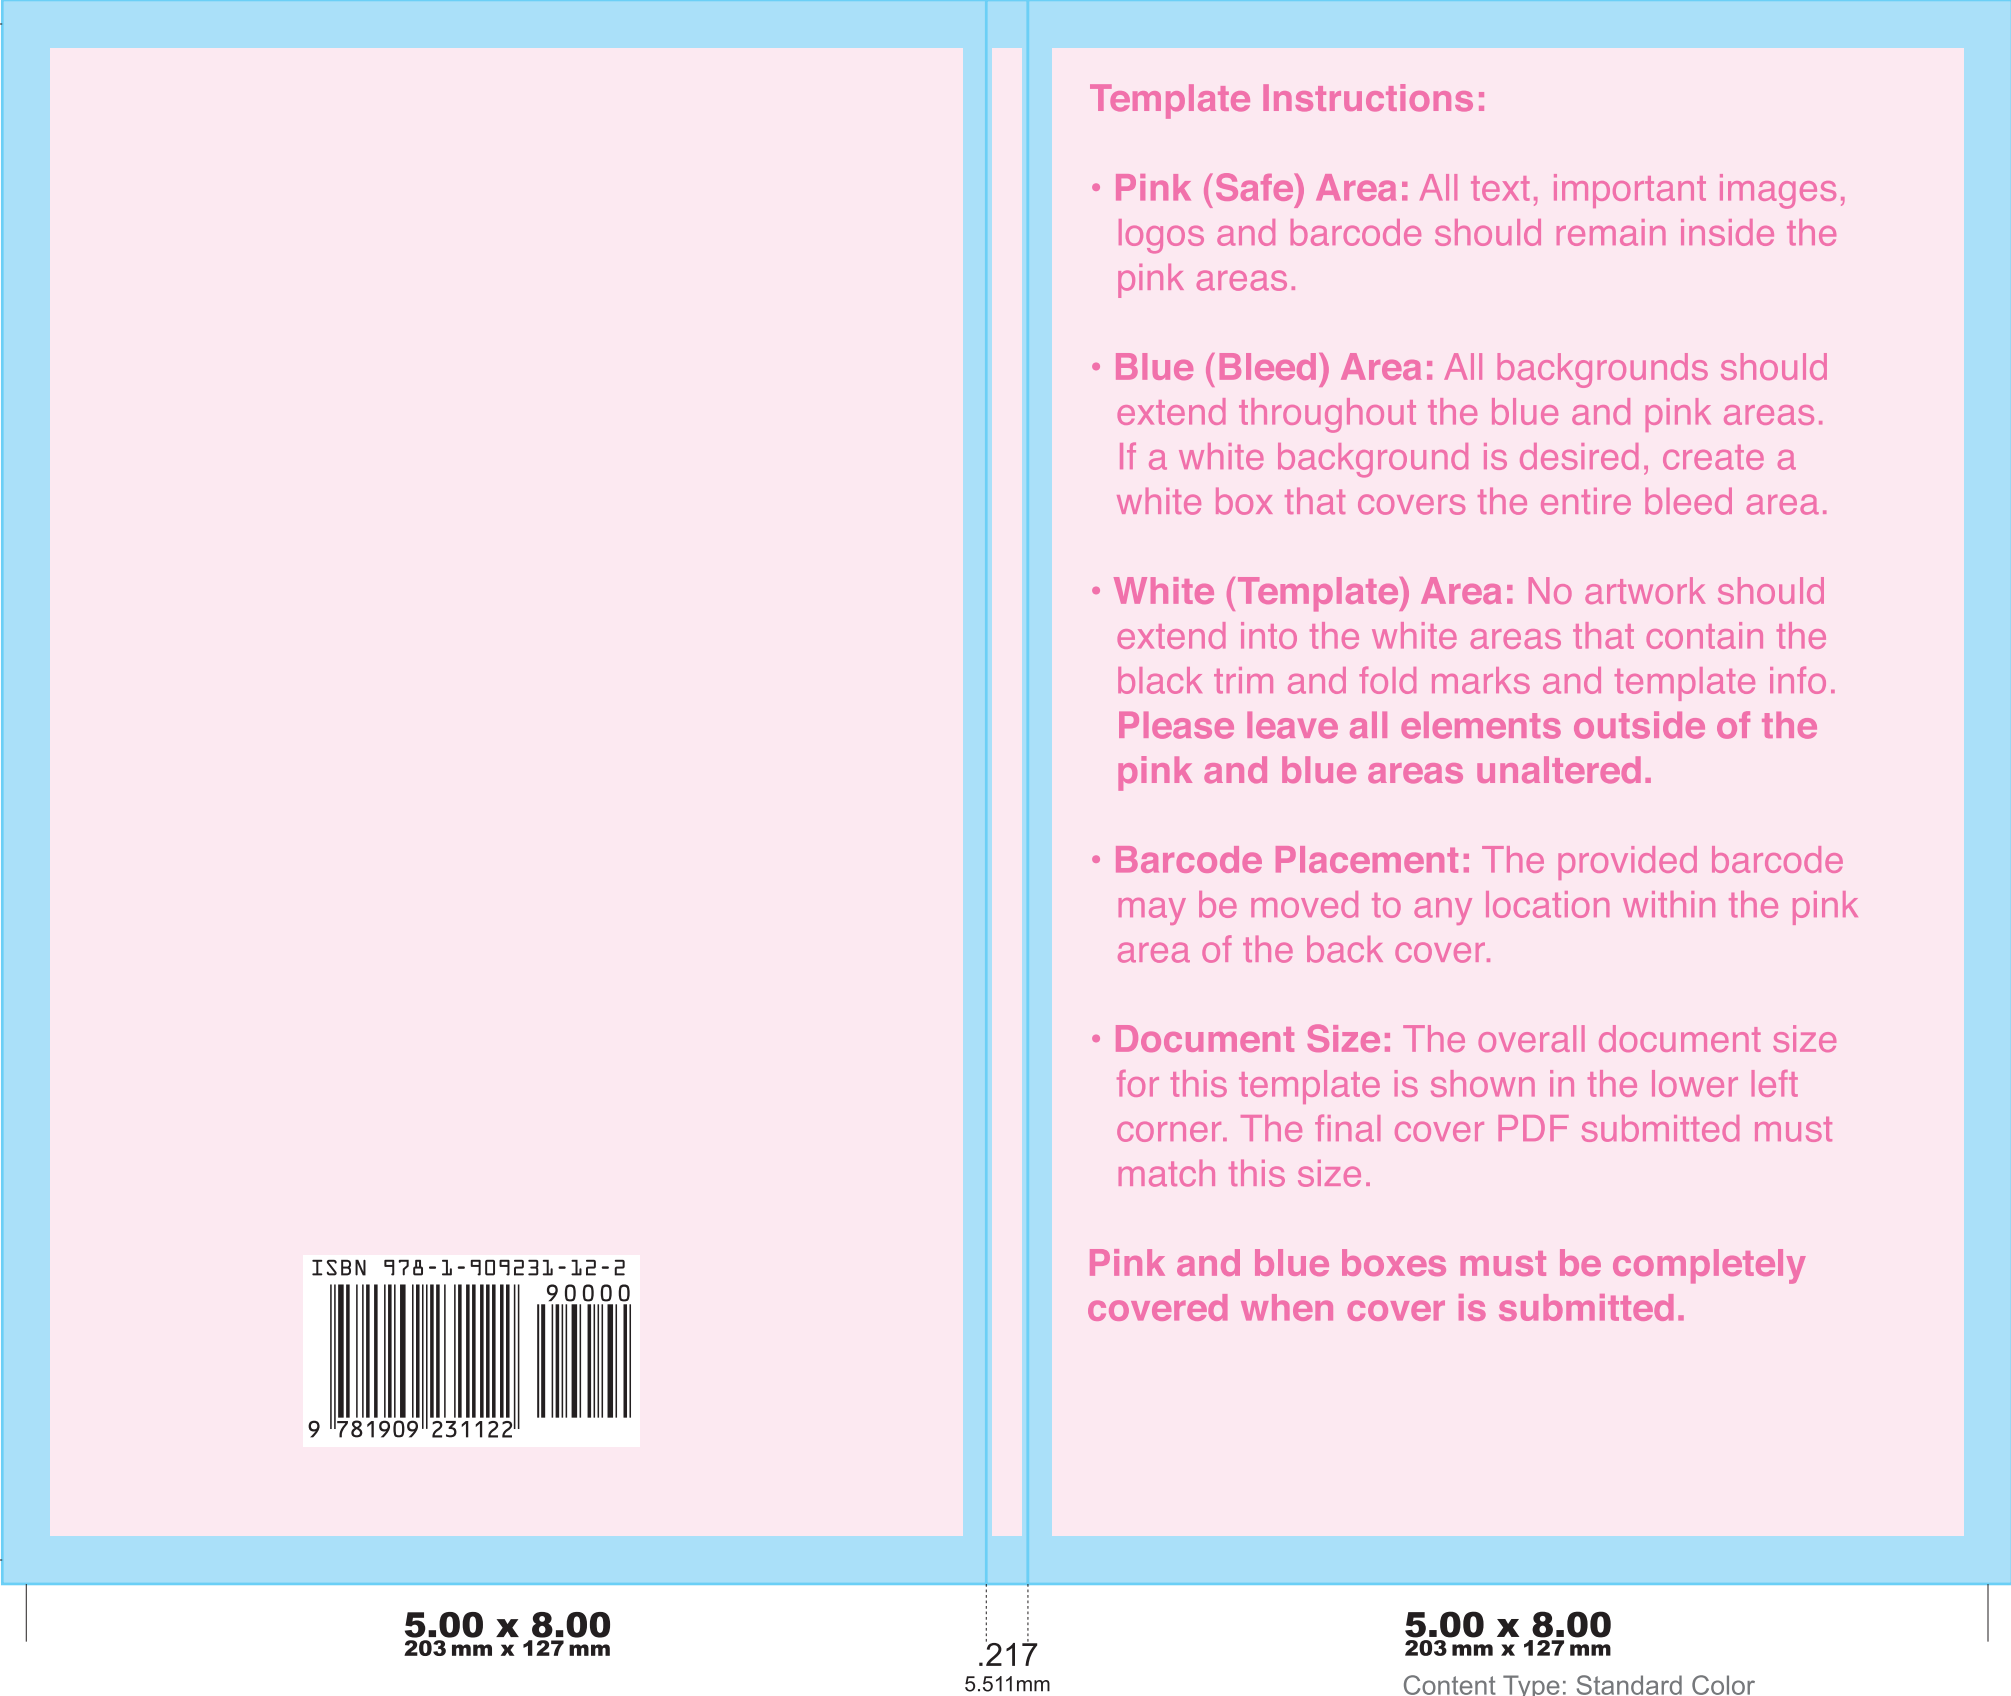 Template Instructions:
• Pink (Safe) Area: All text, important images,
logos and barcode should remain inside the
pink areas.
• Blue (Bleed) Area: All backgrounds should
extend throughout the blue and pink areas.
If a white background is desired, create a
white box that covers the entire bleed area.
• White (Template) Area: No artwork should
extend into the white areas that contain the
black trim and fold marks and template info.
Please leave all elements outside of the
pink and blue areas unaltered.
• Barcode Placement: The provided barcode
may be moved to any location within the pink
area of the back cover.
• Document Size: The overall document size
for this template is shown in the lower left
corner. The final cover PDF submitted must
match this size.
Pink and blue boxes must be completely
covered when cover is submitted.
ISBN 978-1-909231-12-2
90000
9 781909 231122
5.00 x 8.00
203 mm x 127 mm
.217
5.511mm
5.00 x 8.00
203 mm x 127 mm
Content Type: Standard Color